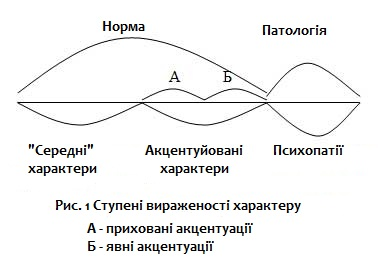 Норма
Патологія
А
Б
"Середні" характери
Акцентуйовані характери
Психопатії
Рис. 1 Ступені вираженості характеру
А - приховані акцентуації
Б - явні акцентуації